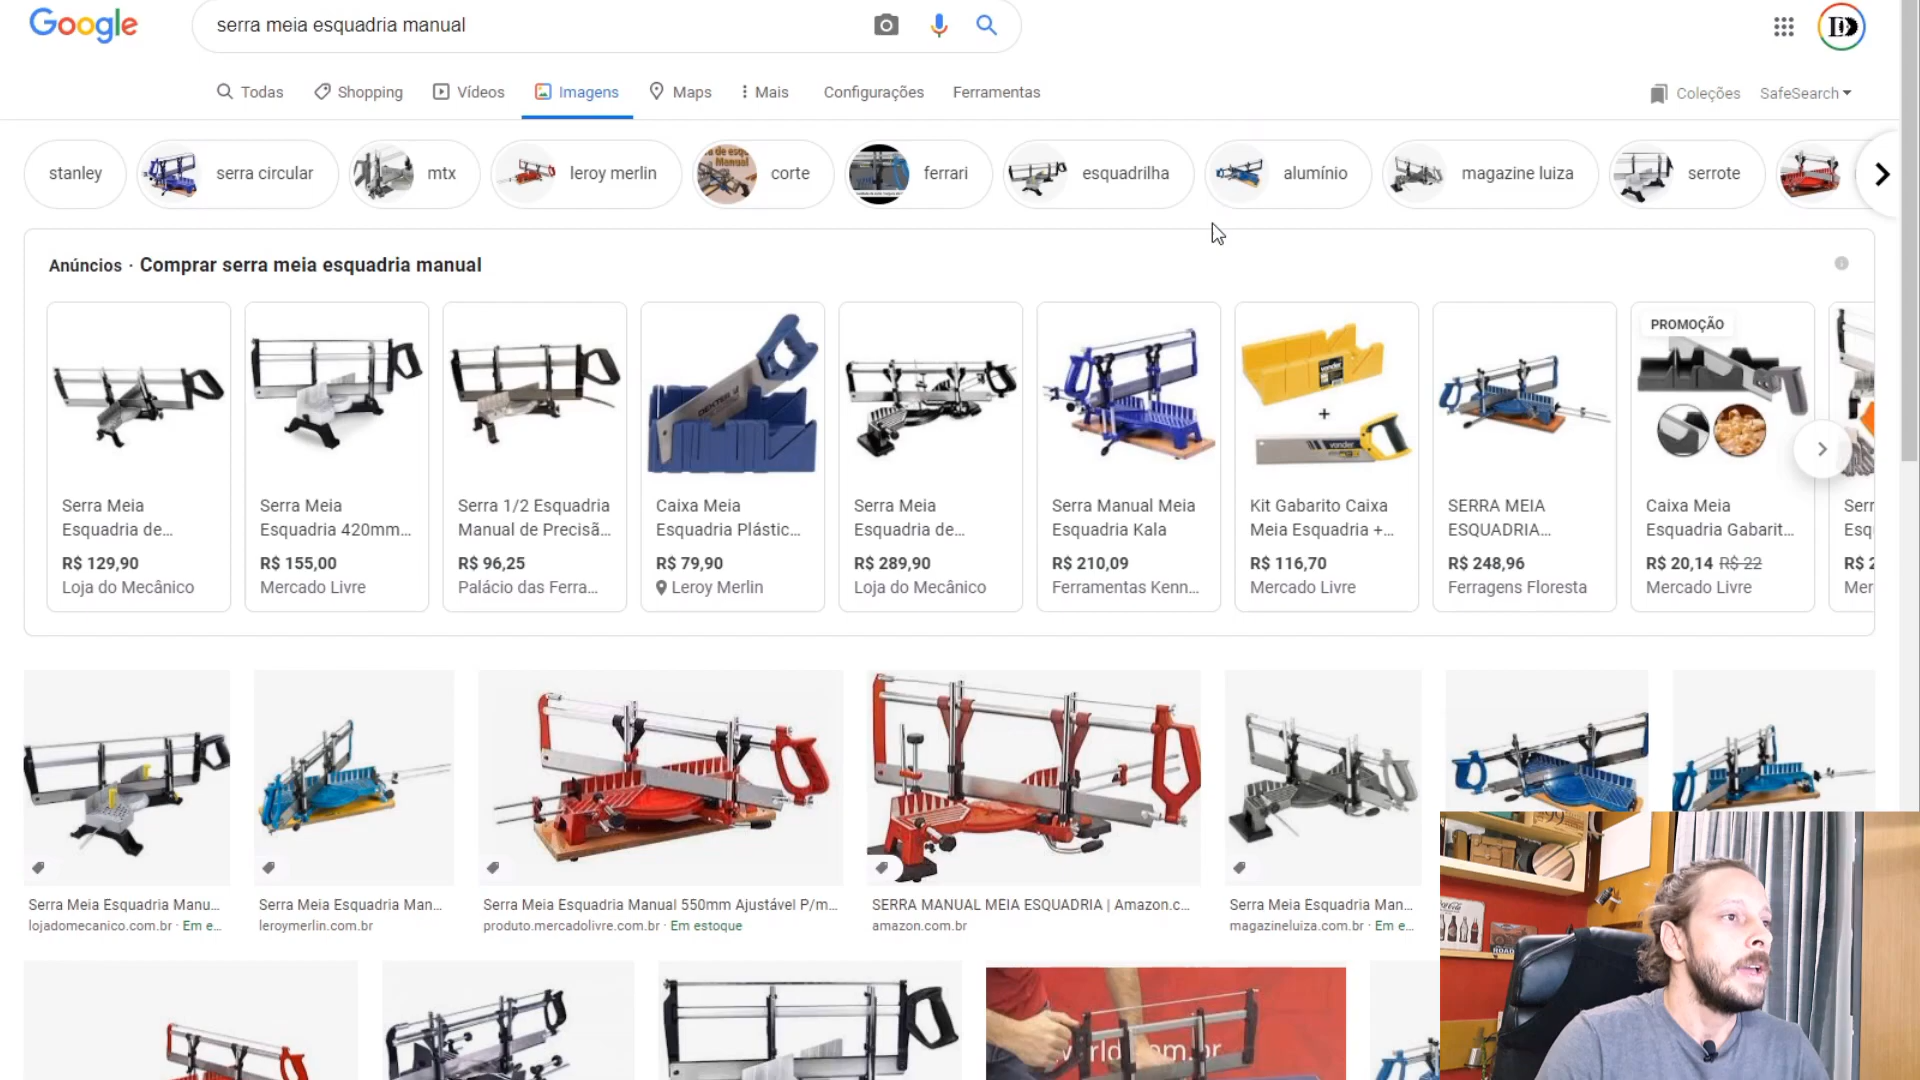 Google
serra meia esquadria manual
Todas
Shopping
Vídeos
Imagens
Maps
Mais
Configurações
Ferramentas
Coleções
SafeSearch
stanley
serra circular
mtx
leroy merlin
corte
ferrari
esquadrilha
alumínio
magazine luiza
serrote
Anúncios · Comprar serra meia esquadria manual
Serra Meia
Esquadria de...
R$ 129,90
Loja do Mecânico
Serra Meia
Esquadria 420mm...
R$ 155,00
Mercado Livre
Serra 1/2 Esquadria
Manual de Precisã...
R$ 96,25
Palácio das Ferra...
Caixa Meia
Esquadria Plástic...
R$ 79,90
Leroy Merlin
Serra Meia
Esquadria de...
R$ 289,90
Loja do Mecânico
Serra Manual Meia
Esquadria Kala
R$ 210,09
Ferramentas Kenn...
+
Kit Gabarito Caixa
Meia Esquadria +...
R$ 116,70
Mercado Livre
SERRA MEIA
ESQUADRIA...
R$ 248,96
Ferragens Floresta
PROMOÇÃO
Caixa Meia
Esquadria Gabarit...
R$ 20,14 R$ 22
Mercado Livre
Serra Meia Esquadria Manu...
lojadomecanico.com.br · Em e...
Serra Meia Esquadria Man...
leroymerlin.com.br
Serra Meia Esquadria Manual 550mm Ajustável P/m...
produto.mercadolivre.com.br · Em estoque
SERRA MANUAL MEIA ESQUADRIA | Amazon.c...
amazon.com.br
Serra Meia Esquadria Man...
magazineluiza.com.br · Em e...